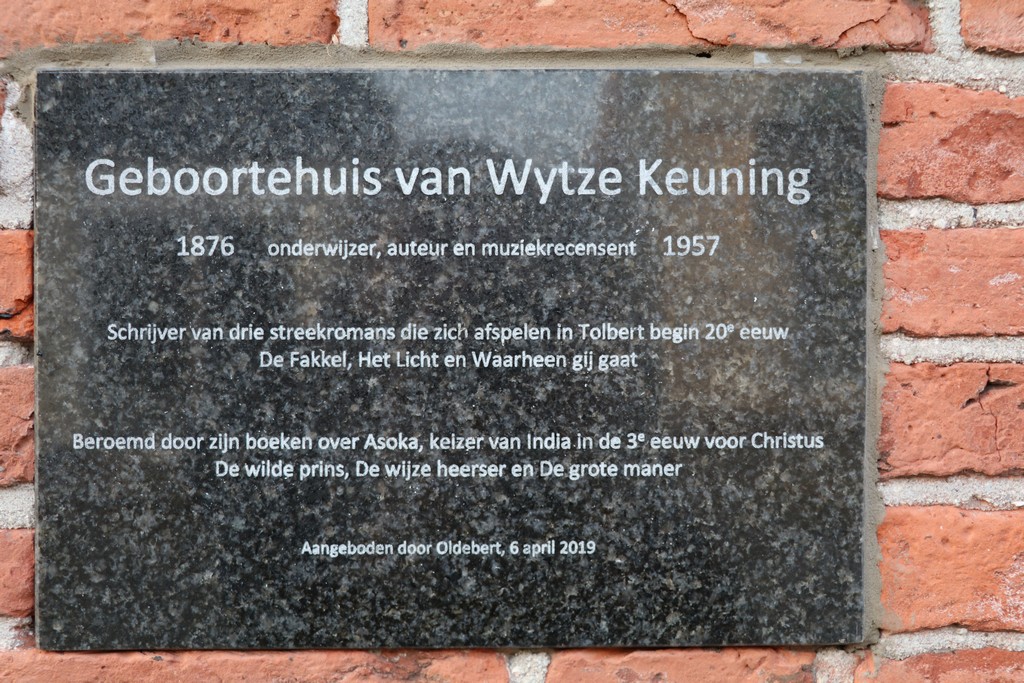 Geboortehuis van Wytze Keuning
1876 onderwijzer, auteur en muziekrecensent 1957
Schrijver van drie streekromans die zich afspelen in Tolbert begin 20e eeuw
De Fakkel, Het Licht en Waarheen gij gaat
Beroemd door zijn boeken over Asoka, keizer van India in de 3e eeuw voor Christus
De wilde prins, De wijze heerser en De grote maner
Aangeboden door Oldebert, 6 april 2019